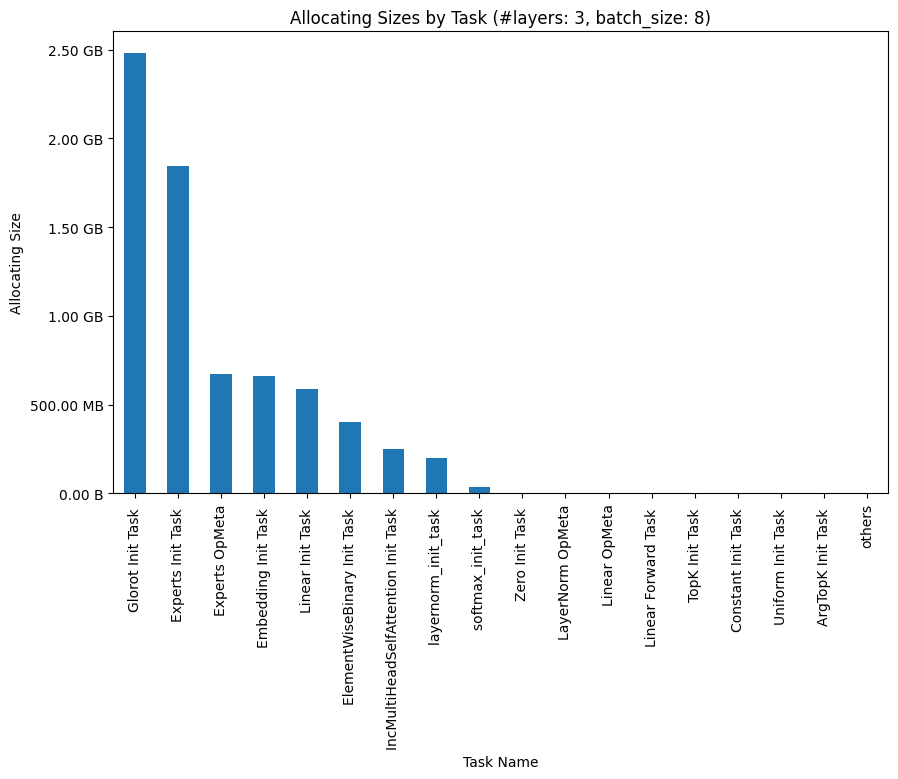 Allocating Sizes by Task (#layers: 3, batch_size: 8)
Allocating Size
2.50 GB
2.00 GB
1.50 GB
1.00 GB
500.00 MB
0.00 B
Glorot Init Task
Experts Init Task
Experts OpMeta
Embedding Init Task
Linear Init Task
ElementWiseBinary Init Task
IncMultiHeadSelfAttention Init Task
layernorm_init_task
softmax_init_task
Zero Init Task
LayerNorm OpMeta
Linear OpMeta
Linear Forward Task
TopK Init Task
Constant Init Task
Uniform Init Task
ArgTopK Init Task
others
Task Name